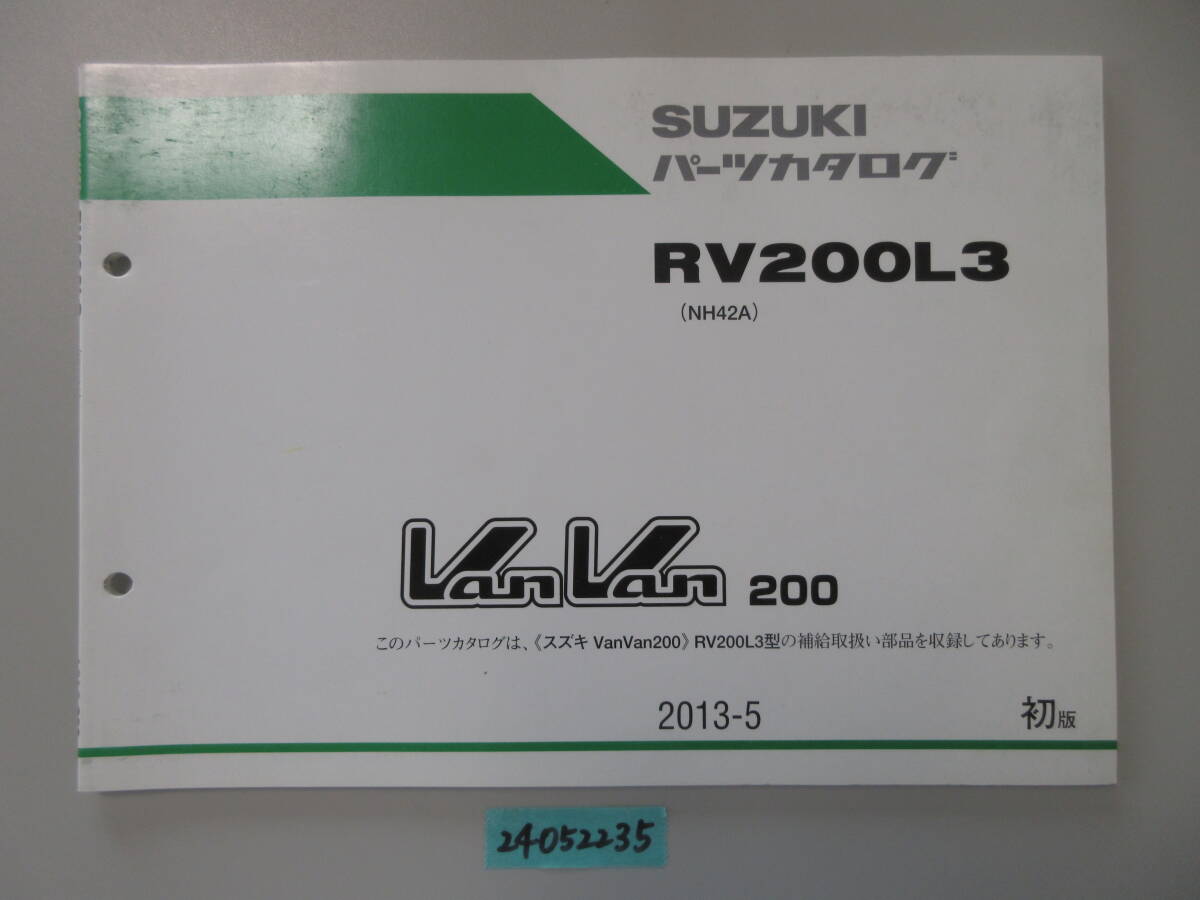 SUZUKI
パーツカタログ
RV200L3
（NH42A）
VanVan 200
このパーツカタログは、《スズキ VanVan200》 RV200L3型の補給取扱い部品を収録してあります。
2013-5 初版
24052235